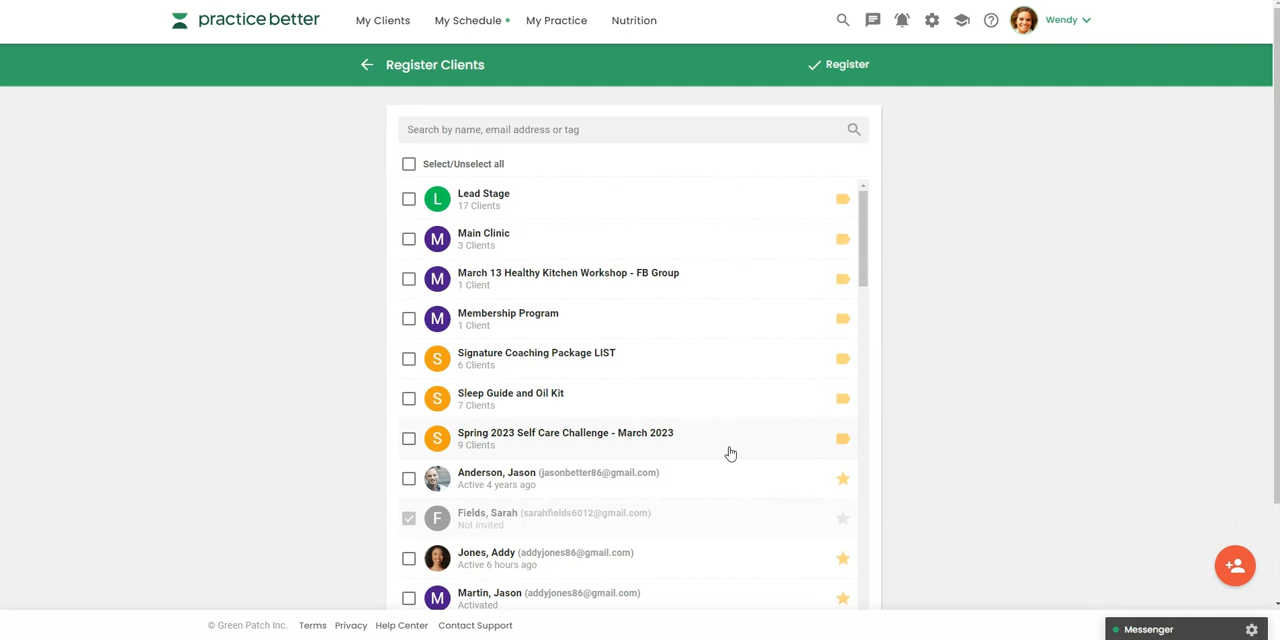 practice better
My Clients
My Schedule
My Practice
Nutrition
Wendy
Register Clients
Register
Search by name, email address or tag
Select/Unselect all
L
Lead Stage
17 Clients
M
Main Clinic
3 Clients
M
March 13 Healthy Kitchen Workshop - FB Group
1 Client
M
Membership Program
1 Client
S
Signature Coaching Package LIST
6 Clients
S
Sleep Guide and Oil Kit
7 Clients
S
Spring 2023 Self Care Challenge - March 2023
9 Clients
Anderson, Jason (jasonbetter86@gmail.com)
Active 4 years ago
F
Fields, Sarah (sarahfields6012@gmail.com)
Not Invited
Jones, Addy (addyjones86@gmail.com)
Active 6 hours ago
M
Martin, Jason (addyjones86@gmail.com)
Activated
© Green Patch Inc.
Terms
Privacy
Help Center
Contact Support
Messenger